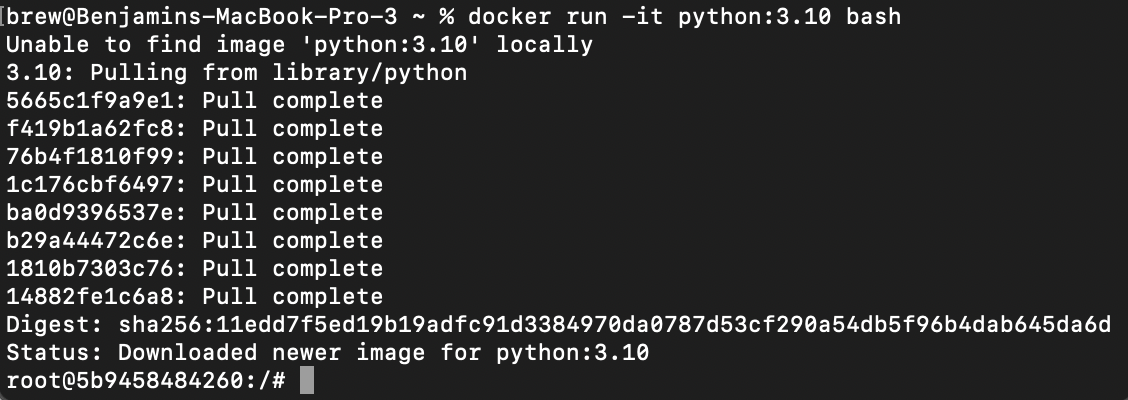 brew@Benjamins-MacBook-Pro-3 ~ % docker run -it python:3.10 bash
Unable to find image 'python:3.10' locally
3.10: Pulling from library/python
5665c1f9a9e1: Pull complete
f419b1a62fc8: Pull complete
76b4f1810f99: Pull complete
1c176cbf6497: Pull complete
ba0d9396537e: Pull complete
b29a44472c6e: Pull complete
1810b7303c76: Pull complete
14882fe1c6a8: Pull complete
Digest: sha256:11edd7f5ed19b19adfc91d3384970da0787d53cf290a54db5f96b4dab645da6d
Status: Downloaded newer image for python:3.10
root@5b9458484260:/#